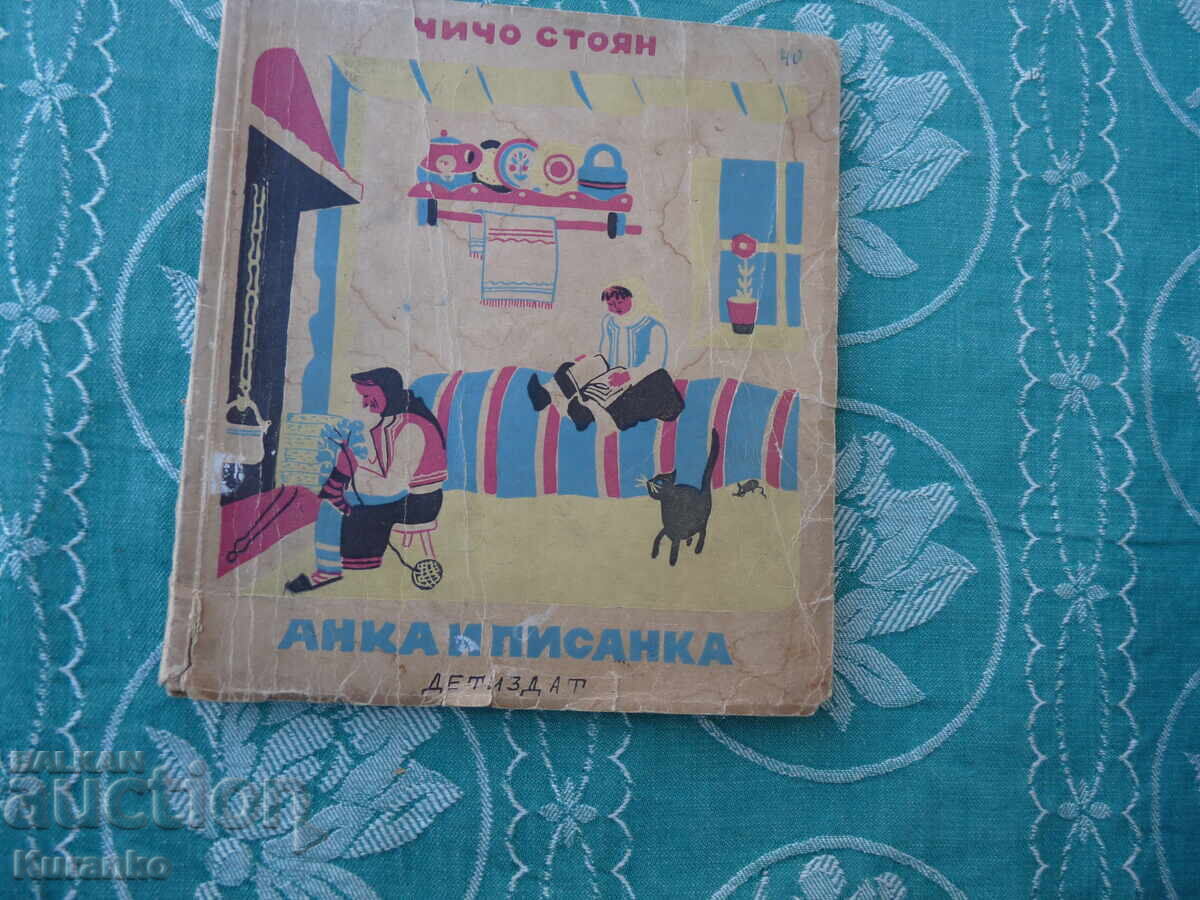 ЧИЧО СТОЯН
40
АНКА И ПИСАНКА
ДЕТИЗДАТ
BALKAN
auction
Kuranko